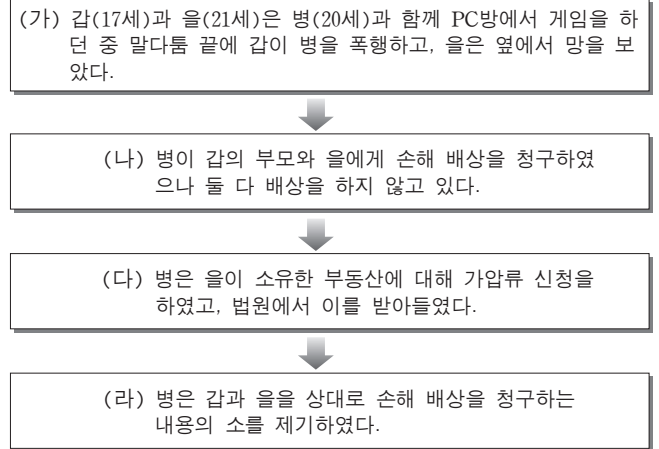 (가) 갑(17세)과 을(21세)은 병(20세)과 함께 PC방에서 게임을 하
던 중 말다툼 끝에 갑이 병을 폭행하고, 을은 옆에서 망을 보
았다.
(나) 병이 갑의 부모와 을에게 손해 배상을 청구하였
으나 둘 다 배상을 하지 않고 있다.
(다) 병은 을이 소유한 부동산에 대해 가압류 신청을
하였고, 법원에서 이를 받아들였다.
(라) 병은 갑과 을을 상대로 손해 배상을 청구하는
내용의 소를 제기하였다.